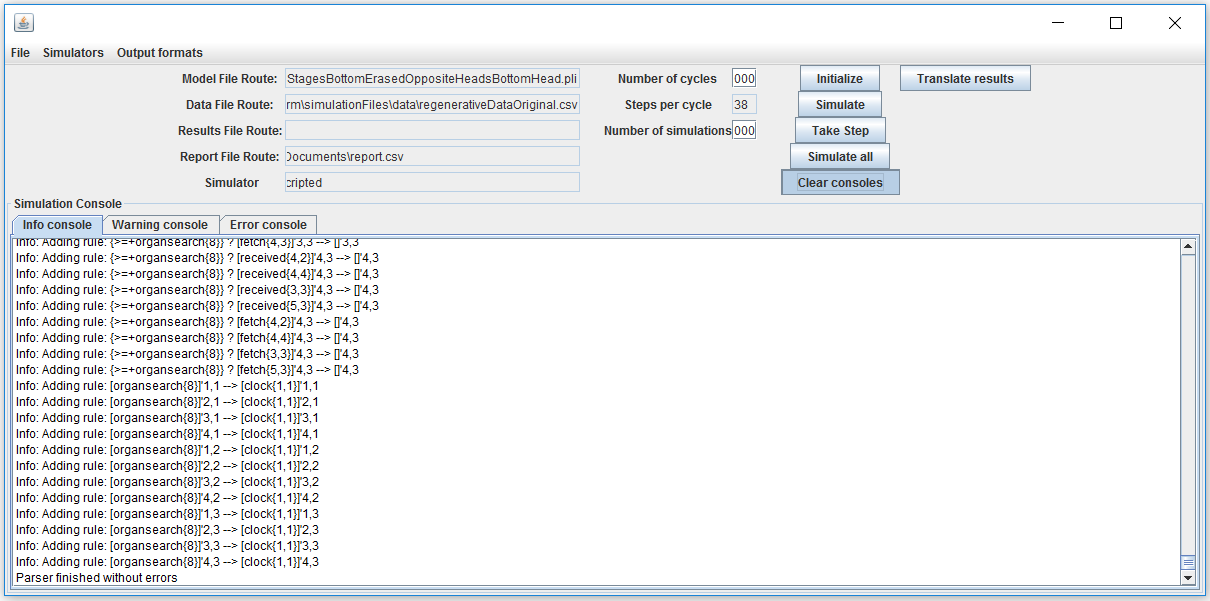 File Simulators Output formats
Model File Route: StagesBottomErasedOppositeHeadsBottomHead.pli Number of cycles 000 Initialize Translate results
Data File Route: rm\simulationFiles\data\regenerativeDataOriginal.csv Steps per cycle 38 Simulate
Results File Route: Number of simulations 000 Take Step
Report File Route: Documents\report.csv Simulate all
Simulator cripted Clear consoles
Simulation Console
Info console Warning console Error console
Info: Adding rule: {>=+organsearch{8}} ? [fetch{4,3}]'3,3 --> []'3,3
Info: Adding rule: {>=+organsearch{8}} ? [received{4,2}]'4,3 --> []'4,3
Info: Adding rule: {>=+organsearch{8}} ? [received{4,4}]'4,3 --> []'4,3
Info: Adding rule: {>=+organsearch{8}} ? [received{3,3}]'4,3 --> []'4,3
Info: Adding rule: {>=+organsearch{8}} ? [received{5,3}]'4,3 --> []'4,3
Info: Adding rule: {>=+organsearch{8}} ? [fetch{4,2}]'4,3 --> []'4,3
Info: Adding rule: {>=+organsearch{8}} ? [fetch{4,4}]'4,3 --> []'4,3
Info: Adding rule: {>=+organsearch{8}} ? [fetch{3,3}]'4,3 --> []'4,3
Info: Adding rule: {>=+organsearch{8}} ? [fetch{5,3}]'4,3 --> []'4,3
Info: Adding rule: [organsearch{8}]'1,1 --> [clock{1,1}]'1,1
Info: Adding rule: [organsearch{8}]'2,1 --> [clock{1,1}]'2,1
Info: Adding rule: [organsearch{8}]'3,1 --> [clock{1,1}]'3,1
Info: Adding rule: [organsearch{8}]'4,1 --> [clock{1,1}]'4,1
Info: Adding rule: [organsearch{8}]'1,2 --> [clock{1,1}]'1,2
Info: Adding rule: [organsearch{8}]'2,2 --> [clock{1,1}]'2,2
Info: Adding rule: [organsearch{8}]'3,2 --> [clock{1,1}]'3,2
Info: Adding rule: [organsearch{8}]'4,2 --> [clock{1,1}]'4,2
Info: Adding rule: [organsearch{8}]'1,3 --> [clock{1,1}]'1,3
Info: Adding rule: [organsearch{8}]'2,3 --> [clock{1,1}]'2,3
Info: Adding rule: [organsearch{8}]'3,3 --> [clock{1,1}]'3,3
Info: Adding rule: [organsearch{8}]'4,3 --> [clock{1,1}]'4,3
Parser finished without errors